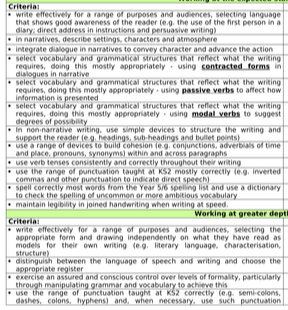 Criteria:
• write effectively for a range of purposes and audiences, selecting language
that shows good awareness of the reader (e.g. the use of the first person in a
diary; direct address in instructions and persuasive writing)
• in narratives, describe settings, characters and atmosphere
• integrate dialogue in narratives to convey character and advance the action
• select vocabulary and grammatical structures that reflect what the writing
requires, doing this mostly appropriately - using contracted forms in
dialogues in narrative
• select vocabulary and grammatical structures that reflect what the writing
requires, doing this mostly appropriately - using passive verbs to affect how
information is presented
• select vocabulary and grammatical structures that reflect what the writing
requires, doing this mostly appropriately - using modal verbs to suggest
degrees of possibility
• In non-narrative writing, use simple devices to structure the writing and
support the reader (e.g. headings, sub-headings and bullet points)
• use a range of devices to build cohesion (e.g. conjunctions, adverbials of time
and place, pronouns, synonyms) within and across paragraphs
• use verb tenses consistently and correctly throughout their writing
• use the range of punctuation taught at KS2 mostly correctly (e.g. inverted
commas and other punctuation to indicate direct speech)
• spell correctly most words from the Year 5/6 spelling list and use a dictionary
to check the spelling of uncommon or more ambitious vocabulary
• maintain legibility in joined handwriting when writing at speed.
Working at greater dept
Criteria:
• write effectively for a range of purposes and audiences, selecting the
appropriate form and drawing independently on what they have read as
models for their own writing (e.g. literary language, characterisation,
structure)
• distinguish between the language of speech and writing and choose the
appropriate register
• exercise an assured and conscious control over levels of formality, particularly
through manipulating grammar and vocabulary to achieve this
• use the range of punctuation taught at KS2 correctly (e.g. semi-colons,
dashes, colons, hyphens) and, when necessary, use such punctuation